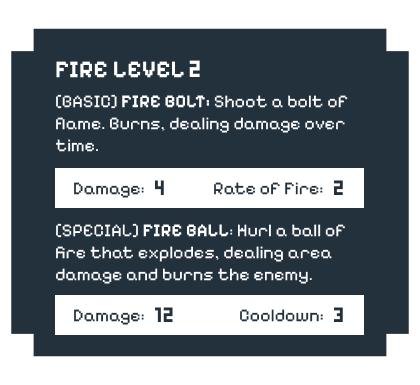 FIRE LEVEL 2
(BASIC) FIRE BOLT: Shoot a bolt of
flame. Burns, dealing damage over
time.
Damage: 4 Rate of Fire: 2
(SPECIAL) FIRE BALL: Hurl a ball of
fire that explodes, dealing area
damage and burns the enemy.
Damage: 12 Cooldown: 3